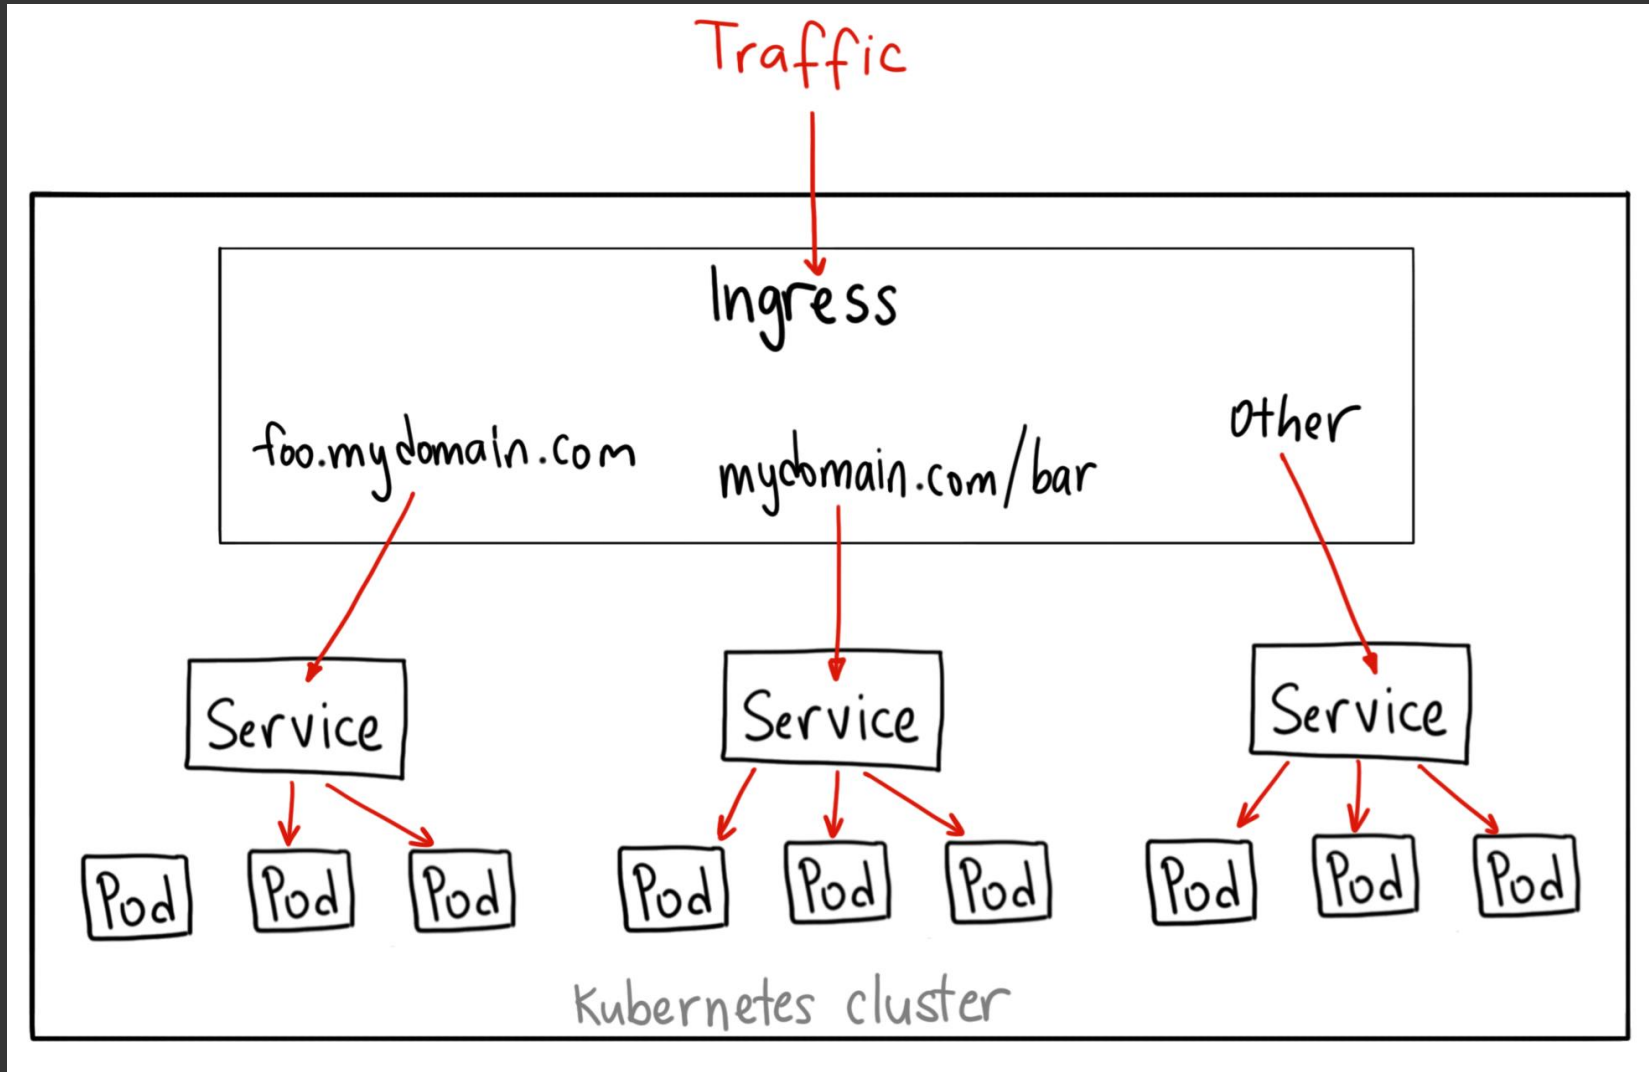 Traffic
Ingress
foo.mydomain.com
mydomain.com/bar
other
Service
Service
Service
Pod
Pod
Pod
Pod
Pod
Pod
Pod
Pod
Pod
Kubernetes cluster